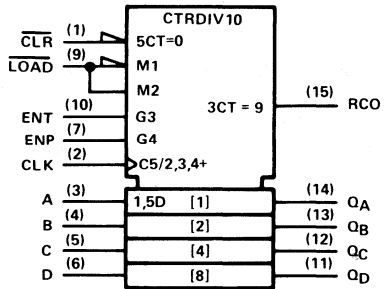 CTRDIV10
CLR (1) 5CT=0
LOAD (9) M1
M2
ENT (10) G3 3CT = 9 (15) RCO
ENP (7) G4
CLK (2) C5/2,3,4+
A (3) 1,5D [1] (14) QA
B (4) [2] (13) QB
C (5) [4] (12) QC
D (6) [8] (11) QD